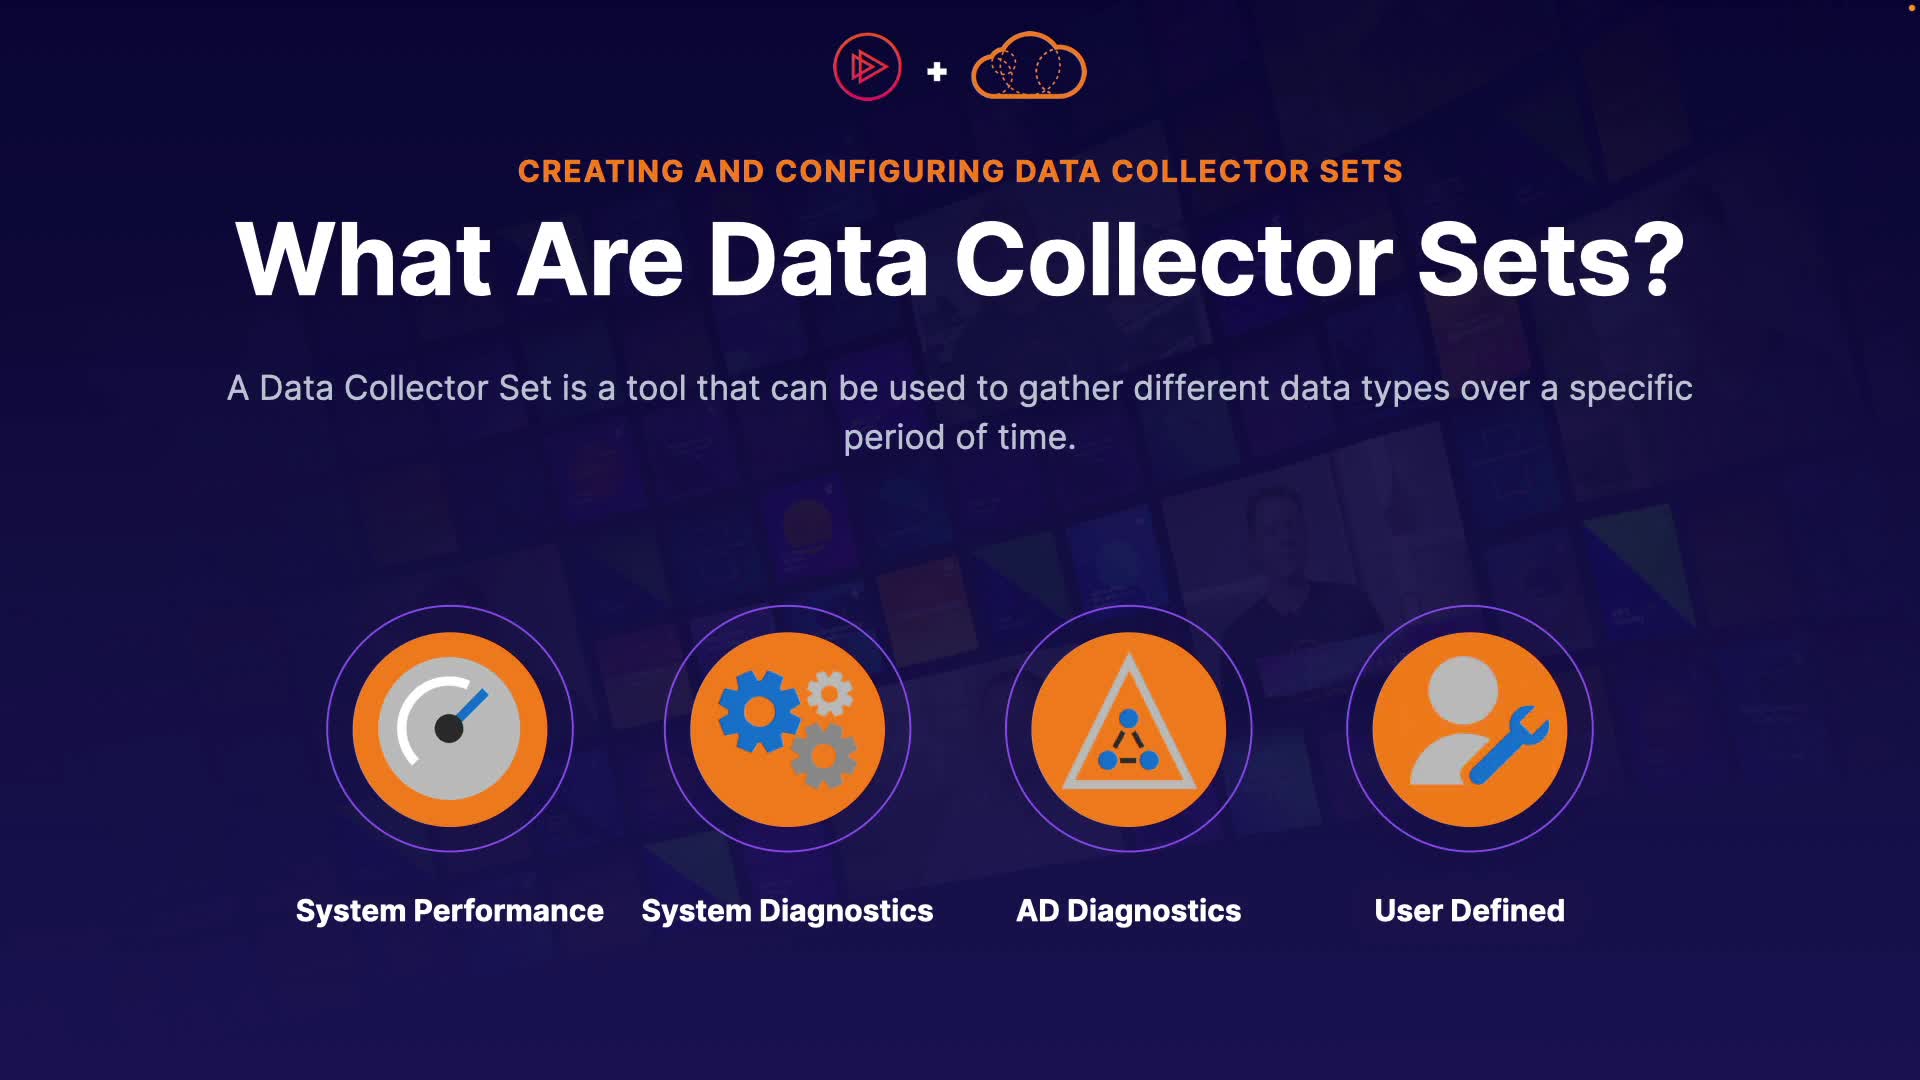 CREATING AND CONFIGURING DATA COLLECTOR SETS
What Are Data Collector Sets?
A Data Collector Set is a tool that can be used to gather different data types over a specific
period of time.
System Performance
System Diagnostics
AD Diagnostics
User Defined